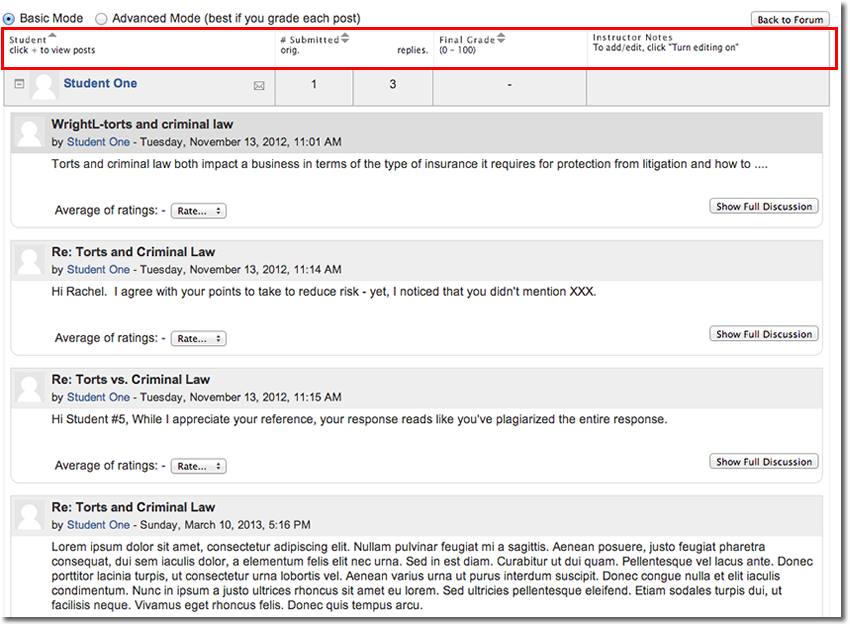 Basic Mode Advanced Mode (best if you grade each post) Back to Forum
Student # Submitted Final Grade Instructor Notes
click + to view posts orig. replies. (0 - 100) To add/edit, click "Turn editing on"
Student One 1 3 -
WrightL-torts and criminal law
by Student One - Tuesday, November 13, 2012, 11:01 AM
Torts and criminal law both impact a business in terms of the type of insurance it requires for protection from litigation and how to ....
Average of ratings: - Rate... Show Full Discussion
Re: Torts and Criminal Law
by Student One - Tuesday, November 13, 2012, 11:14 AM
Hi Rachel.  I agree with your points to take to reduce risk - yet, I noticed that you didn't mention XXX.
Average of ratings: - Rate... Show Full Discussion
Re: Torts vs. Criminal Law
by Student One - Tuesday, November 13, 2012, 11:15 AM
Hi Student #5, While I appreciate your reference, your response reads like you've plagiarized the entire response.
Average of ratings: - Rate... Show Full Discussion
Re: Torts and Criminal Law
by Student One - Sunday, March 10, 2013, 5:16 PM
Lorem ipsum dolor sit amet, consectetur adipiscing elit. Nullam pulvinar feugiat mi a sagittis. Aenean posuere, justo feugiat pharetra
consequat, dui sem iaculis dolor, a elementum felis elit nec urna. Sed in est diam. Curabitur ut dui quam. Pellentesque vel lacus ante. Donec
porttitor lacinia turpis, ut consectetur urna lobortis vel. Aenean varius urna ut purus interdum suscipit. Donec congue nulla et elit iaculis
condimentum. Nunc in ipsum a justo ultrices rhoncus sit amet eu lorem. Sed ultricies pellentesque eleifend. Etiam sodales turpis dui, ut
facilisis neque. Vivamus eget rhoncus felis. Donec quis tempus arcu.